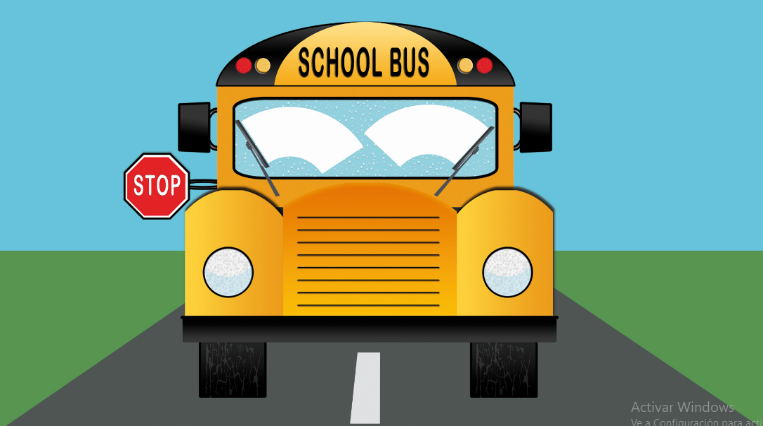 SCHOOL BUS
STOP
Activar Windows
Ve a Configuración para